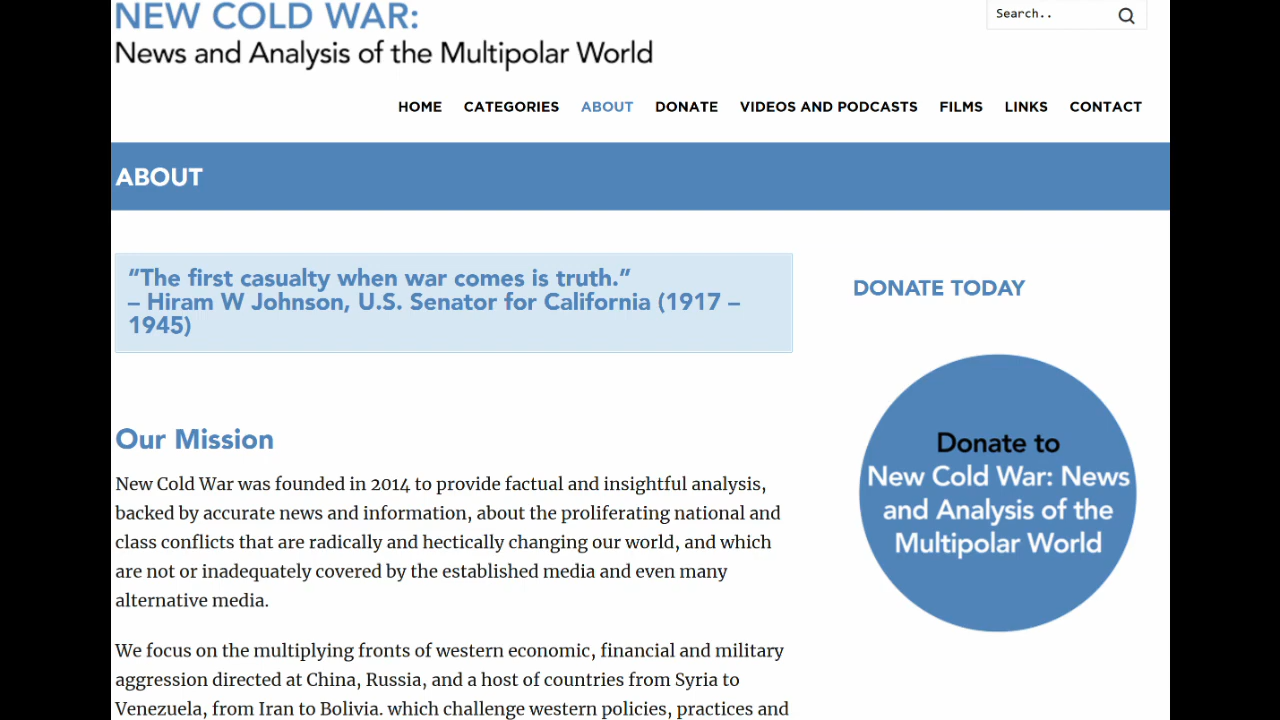 NEW COLD WAR:
News and Analysis of the Multipolar World
Search..
HOME CATEGORIES ABOUT DONATE VIDEOS AND PODCASTS FILMS LINKS CONTACT
ABOUT
“The first casualty when war comes is truth.”
– Hiram W Johnson, U.S. Senator for California (1917 –
1945)
DONATE TODAY
Our Mission
New Cold War was founded in 2014 to provide factual and insightful analysis,
backed by accurate news and information, about the proliferating national and
class conflicts that are radically and hectically changing our world, and which
are not or inadequately covered by the established media and even many
alternative media.
We focus on the multiplying fronts of western economic, financial and military
aggression directed at China, Russia, and a host of countries from Syria to
Venezuela, from Iran to Bolivia. which challenge western policies, practices and
Donate to
New Cold War: News
and Analysis of the
Multipolar World